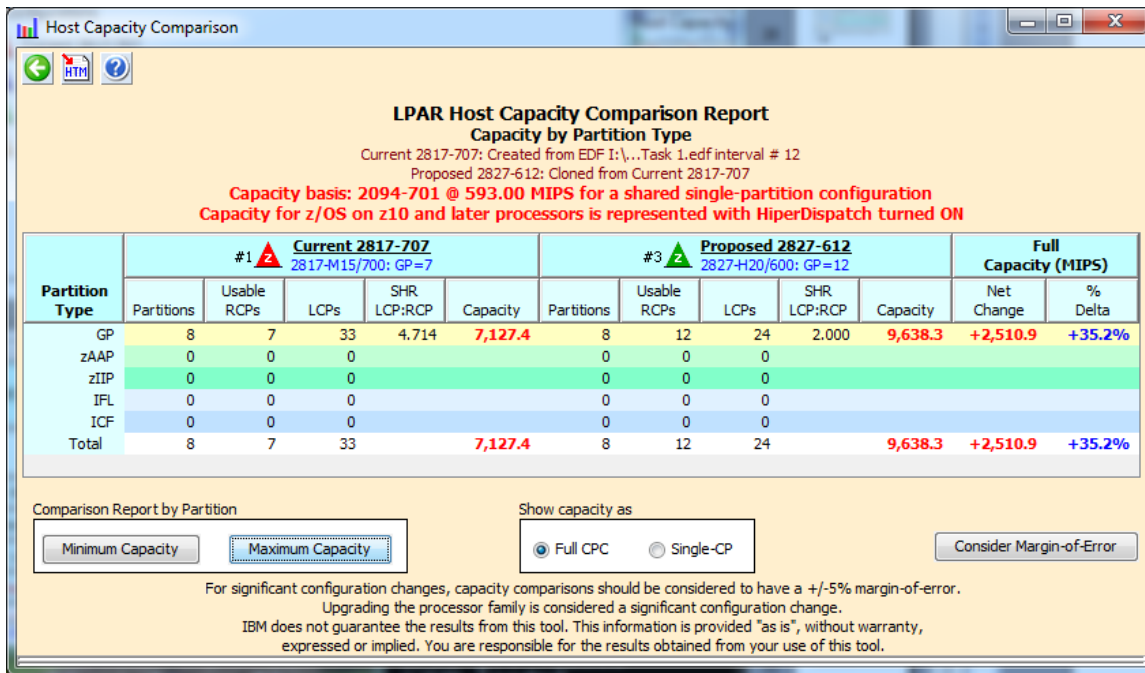 Host Capacity Comparison
HTM
?
LPAR Host Capacity Comparison Report
Capacity by Partition Type
Current 2817-707: Created from EDF I:\...Task 1.edf interval # 12
Proposed 2827-612: Cloned from Current 2817-707
Capacity basis: 2094-701 @ 593.00 MIPS for a shared single-partition configuration
Capacity for z/OS on z10 and later processors is represented with HiperDispatch turned ON
#1 z Current 2817-707 #3 z Proposed 2827-612 Full
2817-M15/700: GP=7 2827-H20/600: GP=12 Capacity (MIPS)
Partition Usable SHR Usable SHR Net %
Type Partitions RCPs LCPs LCP:RCP Capacity Partitions RCPs LCPs LCP:RCP Capacity Change Delta
GP 8 7 33 4.714 7,127.4 8 12 24 2.000 9,638.3 +2,510.9 +35.2%
zAAP 0 0 0 0 0 0
zIIP 0 0 0 0 0 0
IFL 0 0 0 0 0 0
ICF 0 0 0 0 0 0
Total 8 7 33 7,127.4 8 12 24 9,638.3 +2,510.9 +35.2%
Comparison Report by Partition Show capacity as
Minimum Capacity Maximum Capacity Full CPC Single-CP Consider Margin-of-Error
For significant configuration changes, capacity comparisons should be considered to have a +/-5% margin-of-error.
Upgrading the processor family is considered a significant configuration change.
IBM does not guarantee the results from this tool. This information is provided "as is", without warranty,
expressed or implied. You are responsible for the results obtained from your use of this tool.